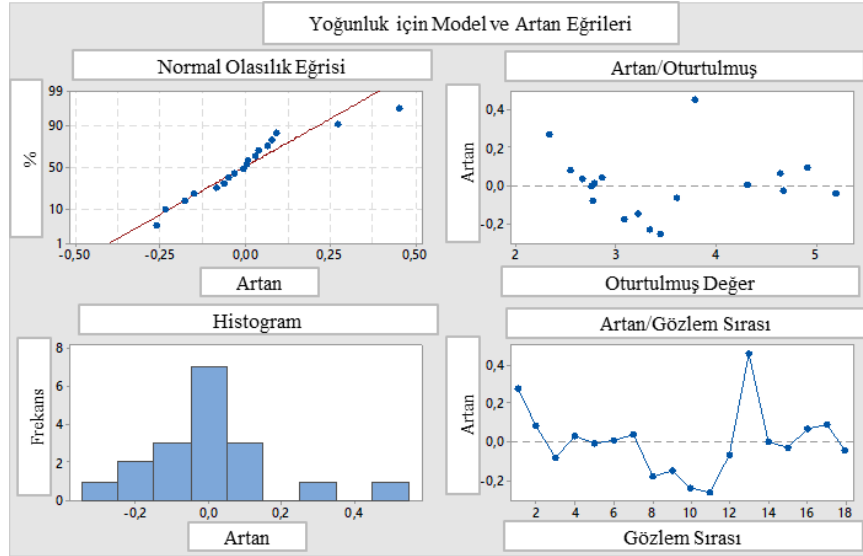 Yoğunluk için Model ve Artan Eğrileri
Normal Olasılık Eğrisi
99
90
50
10
1
%
-0,50 -0,25 0,00 0,25 0,50
Artan
Artan/Oturtulmuş
0,4
0,2
0,0
-0,2
Artan
2 3 4 5
Oturtulmuş Değer
Histogram
8
6
4
2
0
Frekans
-0,2 0,0 0,2 0,4
Artan
Artan/Gözlem Sırası
0,4
0,2
0,0
-0,2
Artan
2 4 6 8 10 12 14 16 18
Gözlem Sırası